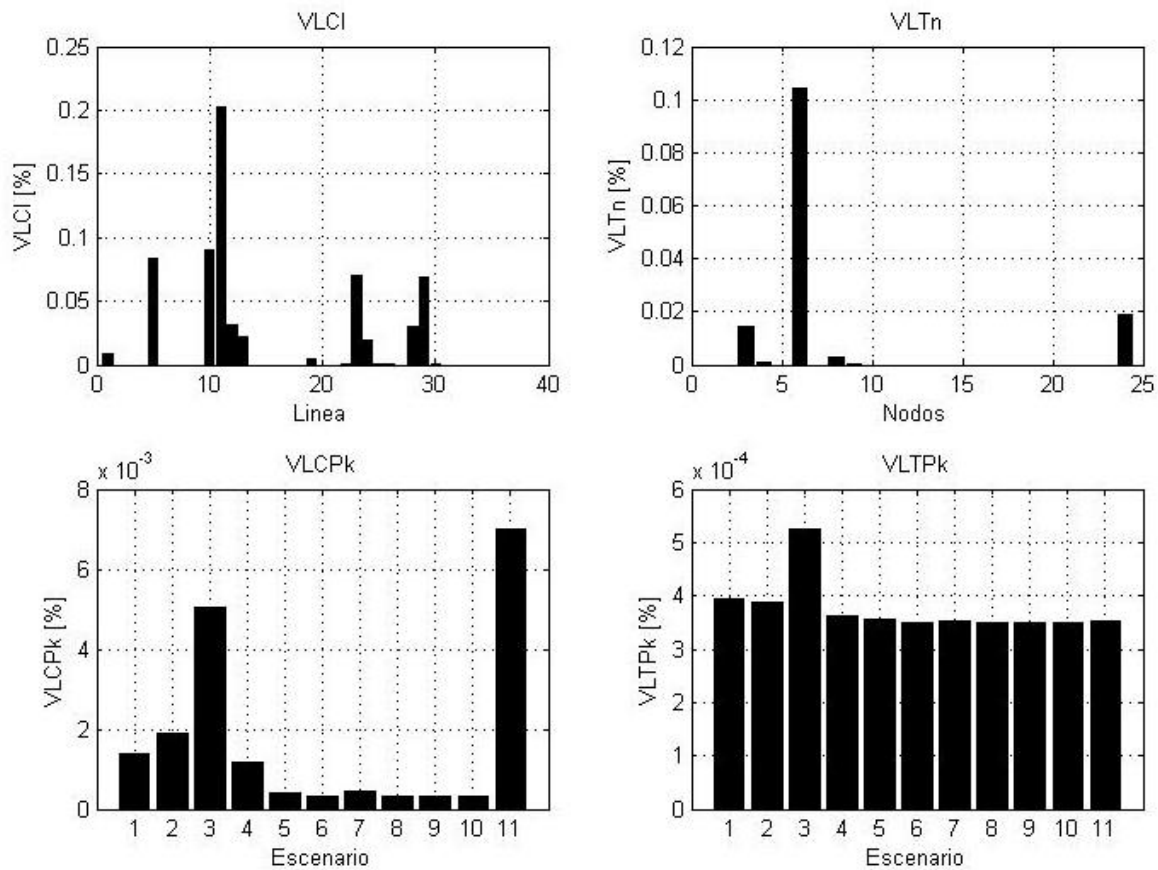 VLCl
VLCl [%]
0.25
0.2
0.15
0.1
0.05
0
0 10 20 30 40
Linea
VLTn
VLTn [%]
0.12
0.1
0.08
0.06
0.04
0.02
0
0 5 10 15 20 25
Nodos
x 10-3
VLCPk
VLCPk [%]
8
6
4
2
0
1 2 3 4 5 6 7 8 9 10 11
Escenario
x 10-4
VLTPk
VLTPk [%]
6
5
4
3
2
1
0
1 2 3 4 5 6 7 8 9 10 11
Escenario